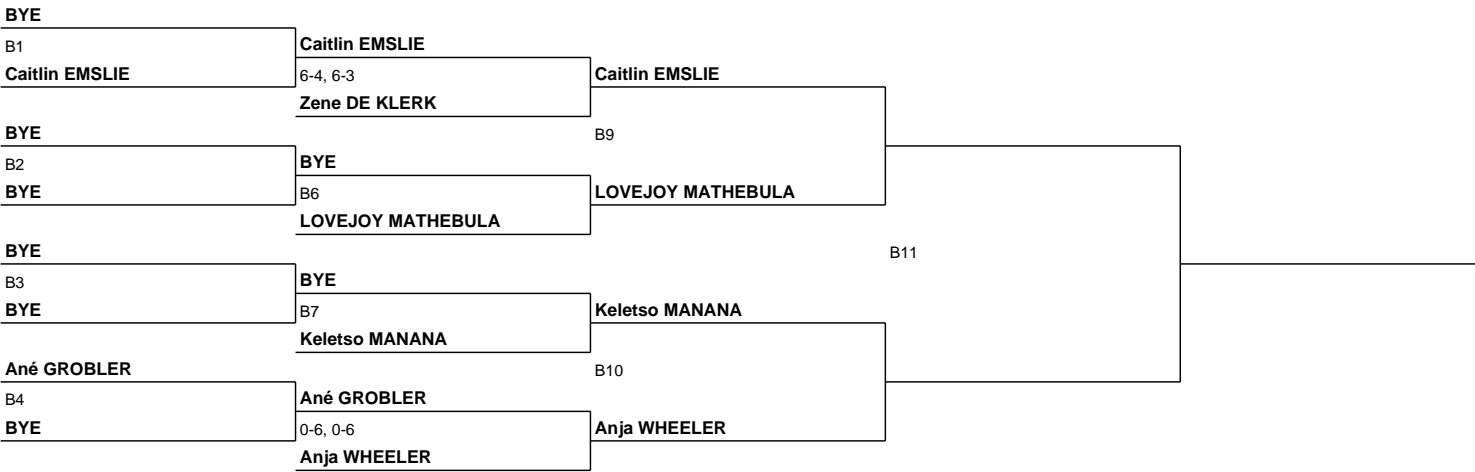 BYE
B1
Caitlin EMSLIE
Caitlin EMSLIE
6-4, 6-3
Caitlin EMSLIE
Zene DE KLERK
BYE
B9
B2
BYE
BYE
B6
LOVEJOY MATHEBULA
LOVEJOY MATHEBULA
BYE
B11
B3
BYE
BYE
B7
Keletso MANANA
Keletso MANANA
Ané GROBLER
B10
B4
Ané GROBLER
BYE
0-6, 0-6
Anja WHEELER
Anja WHEELER